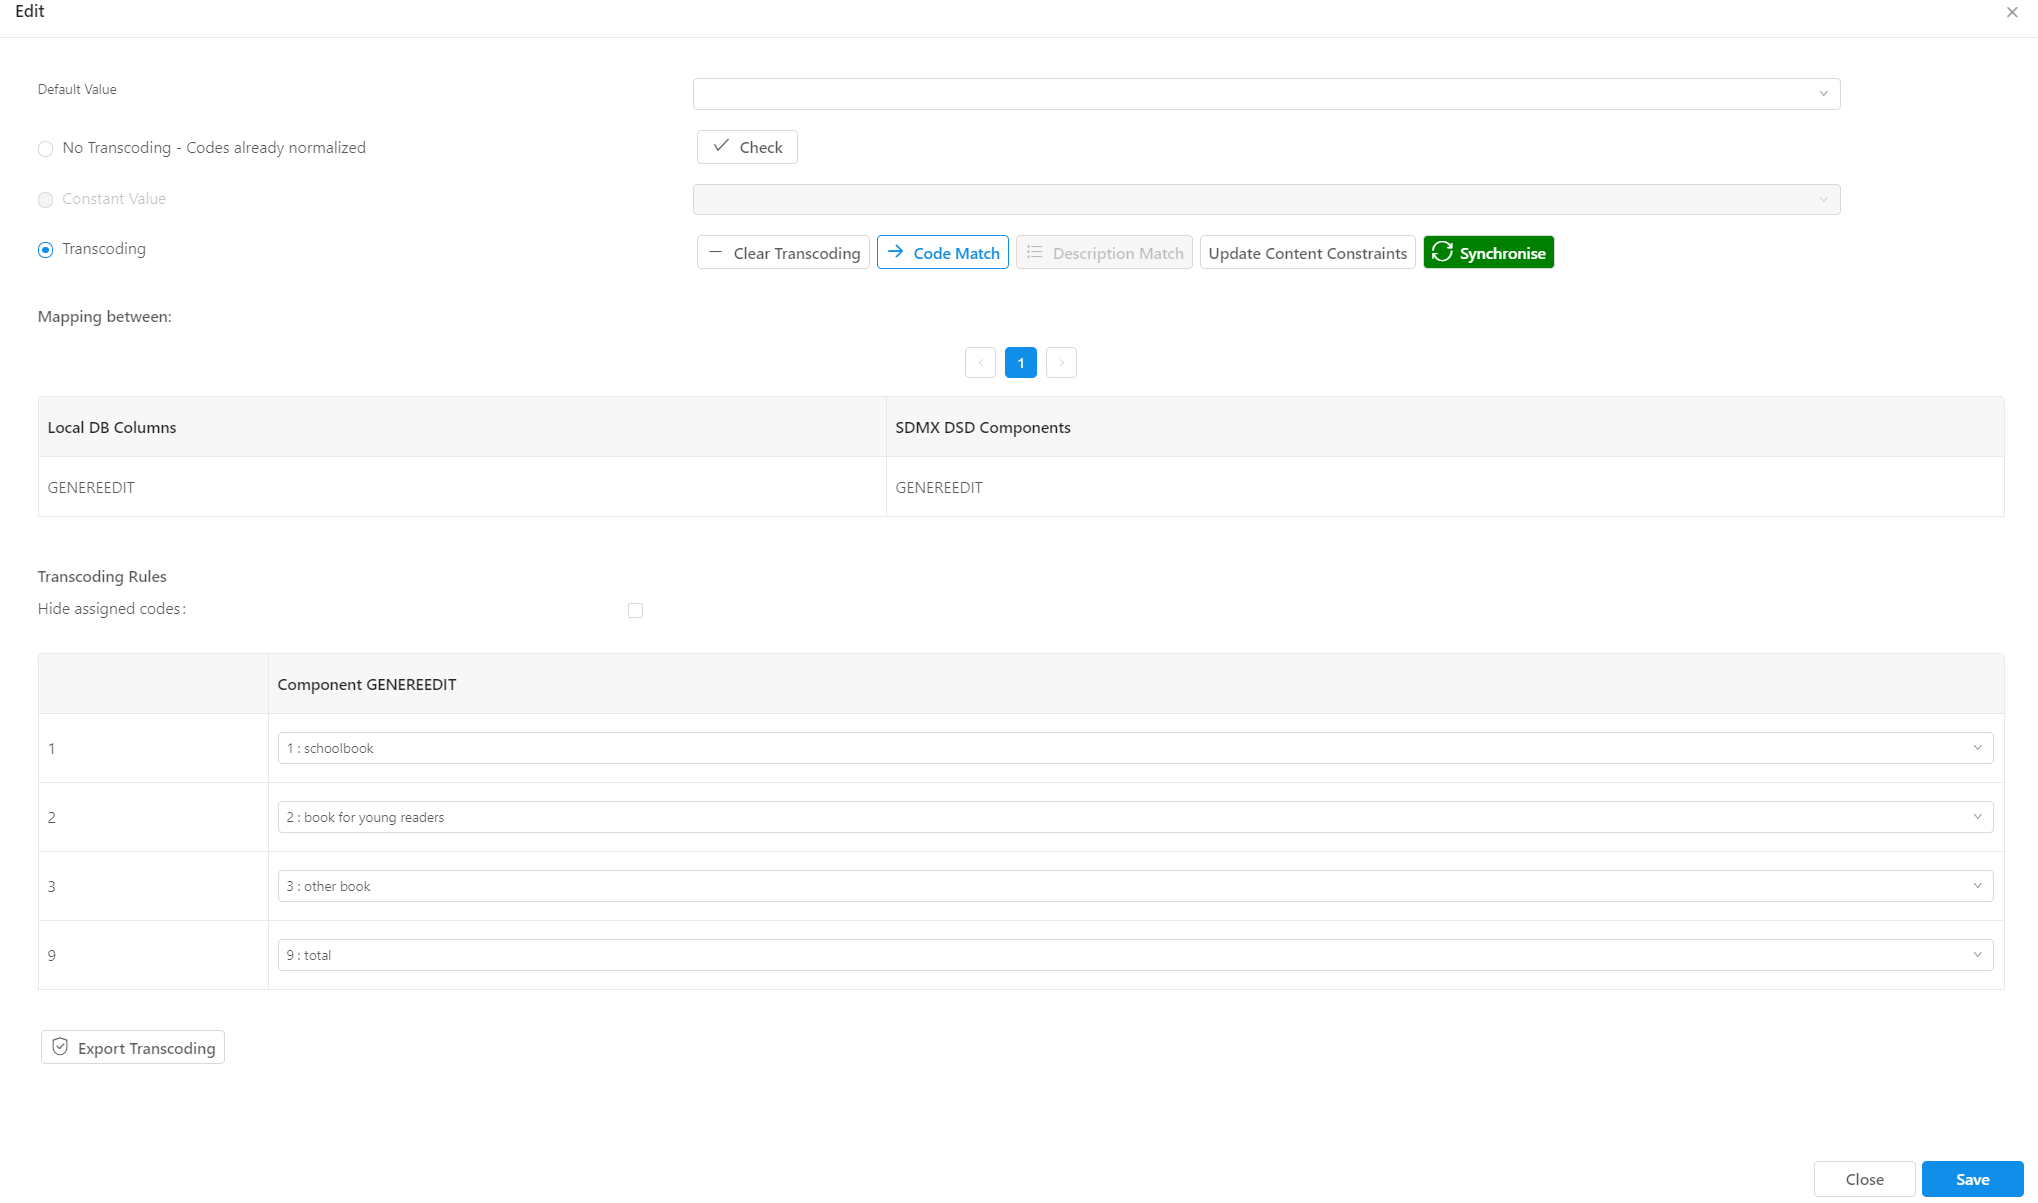 Edit
Default Value
No Transcoding - Codes already normalized
Check
Constant Value
Transcoding
Clear Transcoding
Code Match
Description Match
Update Content Constraints
Synchronise
Mapping between:
1
Local DB Columns
SDMX DSD Components
GENEREEDIT
GENEREEDIT
Transcoding Rules
Hide assigned codes:
Component GENEREEDIT
1
1 : schoolbook
2
2 : book for young readers
3
3 : other book
9
9 : total
Export Transcoding
Close
Save